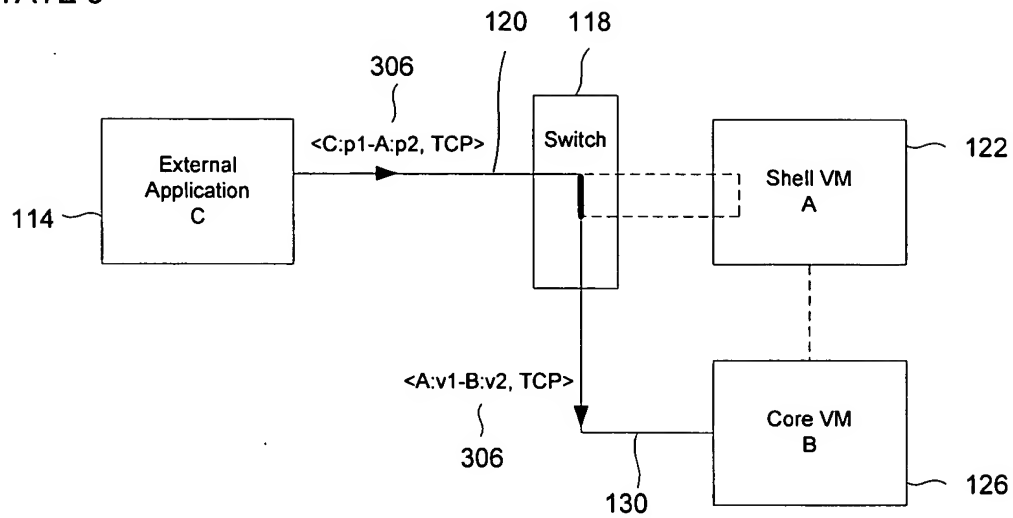 120
118
306
<C:p1-A:p2, TCP>
Switch
External
Application
C
114
Shell VM
A
122
<A:v1-B:v2, TCP>
306
130
Core VM
B
126